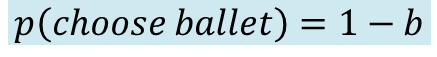 p(choose ballet) = 1 − b